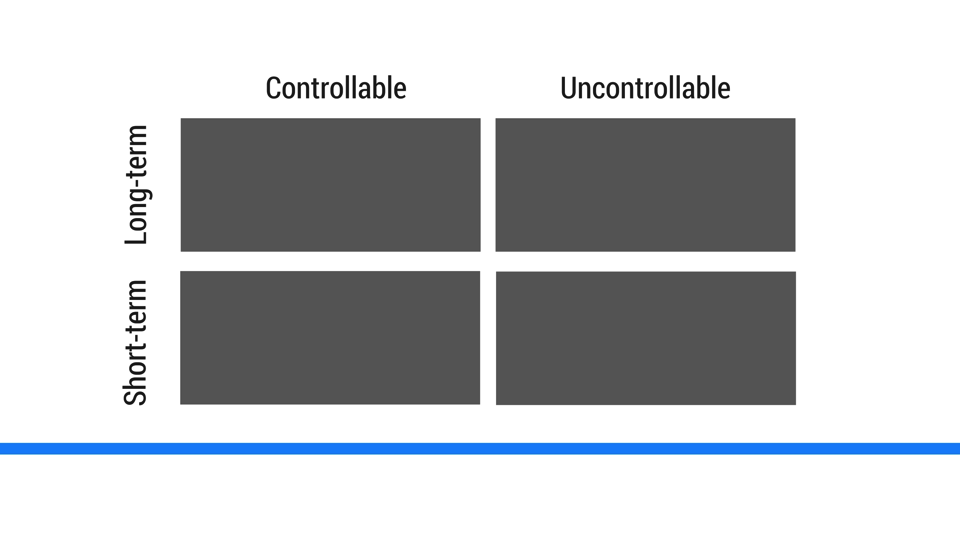 Controllable
Uncontrollable
Long-term
Short-term